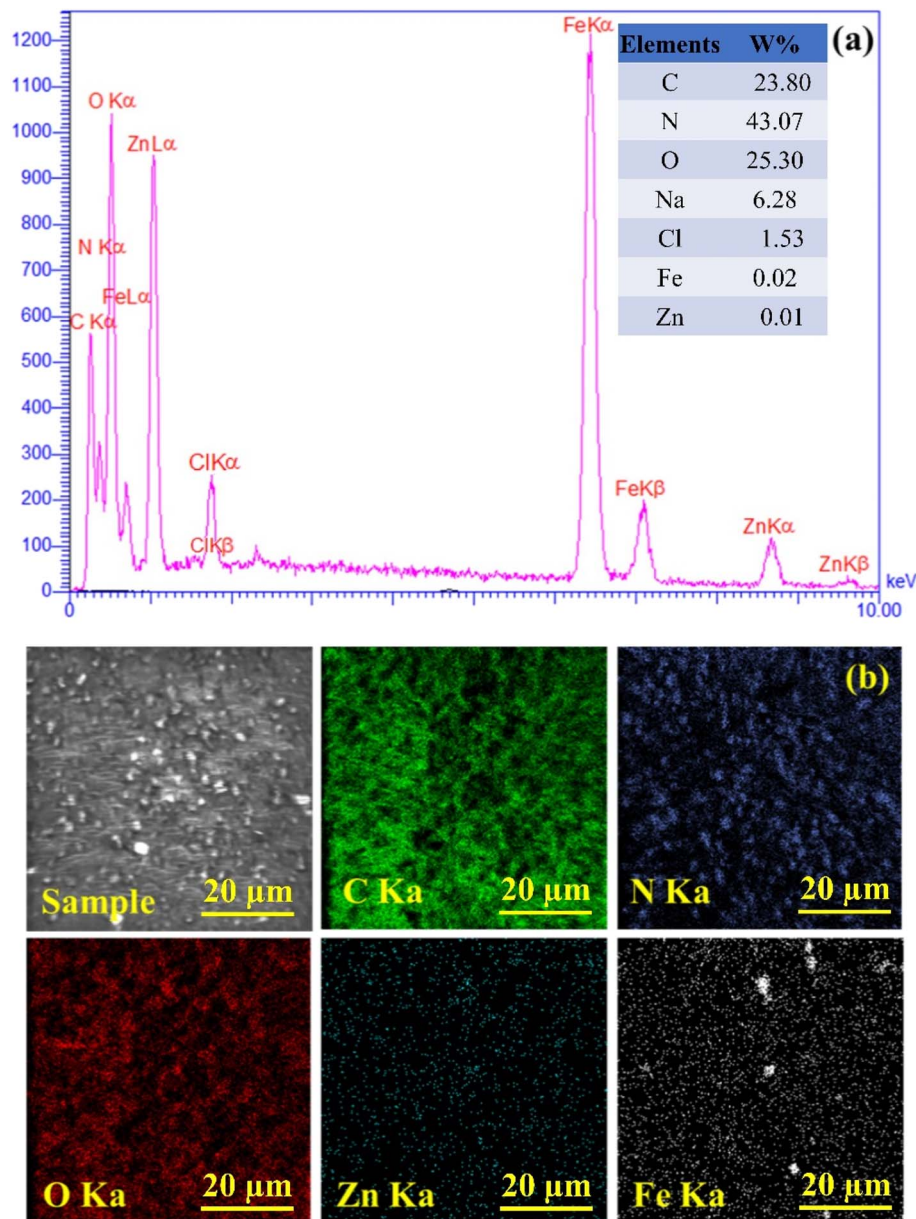 (a)
Elements W%
C 23.80
N 43.07
O 25.30
Na 6.28
Cl 1.53
Fe 0.02
Zn 0.01
1200
1100
1000
900
800
700
600
500
400
300
200
100
0
FeKα
O Kα
ZnLα
N Kα
FeLα
C Kα
ClKα
ClKβ
FeKβ
ZnKα
ZnKβ
0
10.00
keV
(b)
Sample 20 µm
C Ka 20 µm
N Ka 20 µm
O Ka 20 µm
Zn Ka 20 µm
Fe Ka 20 µm